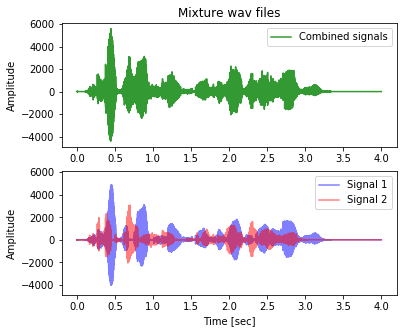 Mixture wav files
Amplitude
6000
4000
2000
0
−2000
−4000
Combined signals
0.0 0.5 1.0 1.5 2.0 2.5 3.0 3.5 4.0
Amplitude
6000
4000
2000
0
−2000
−4000
Signal 1
Signal 2
0.0 0.5 1.0 1.5 2.0 2.5 3.0 3.5 4.0
Time [sec]